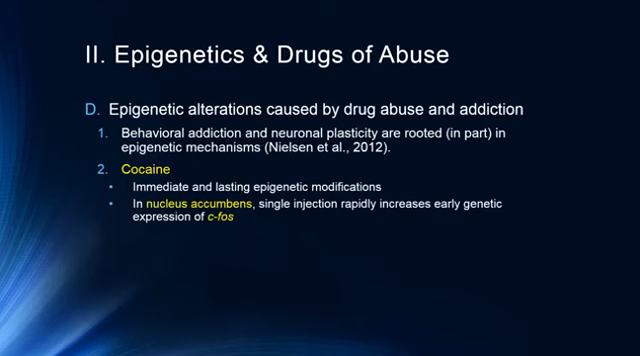 II. Epigenetics & Drugs of Abuse
D. Epigenetic alterations caused by drug abuse and addiction
1. Behavioral addiction and neuronal plasticity are rooted (in part) in
epigenetic mechanisms (Nielsen et al., 2012).
2. Cocaine
• Immediate and lasting epigenetic modifications
• In nucleus accumbens, single injection rapidly increases early genetic
expression of c-fos